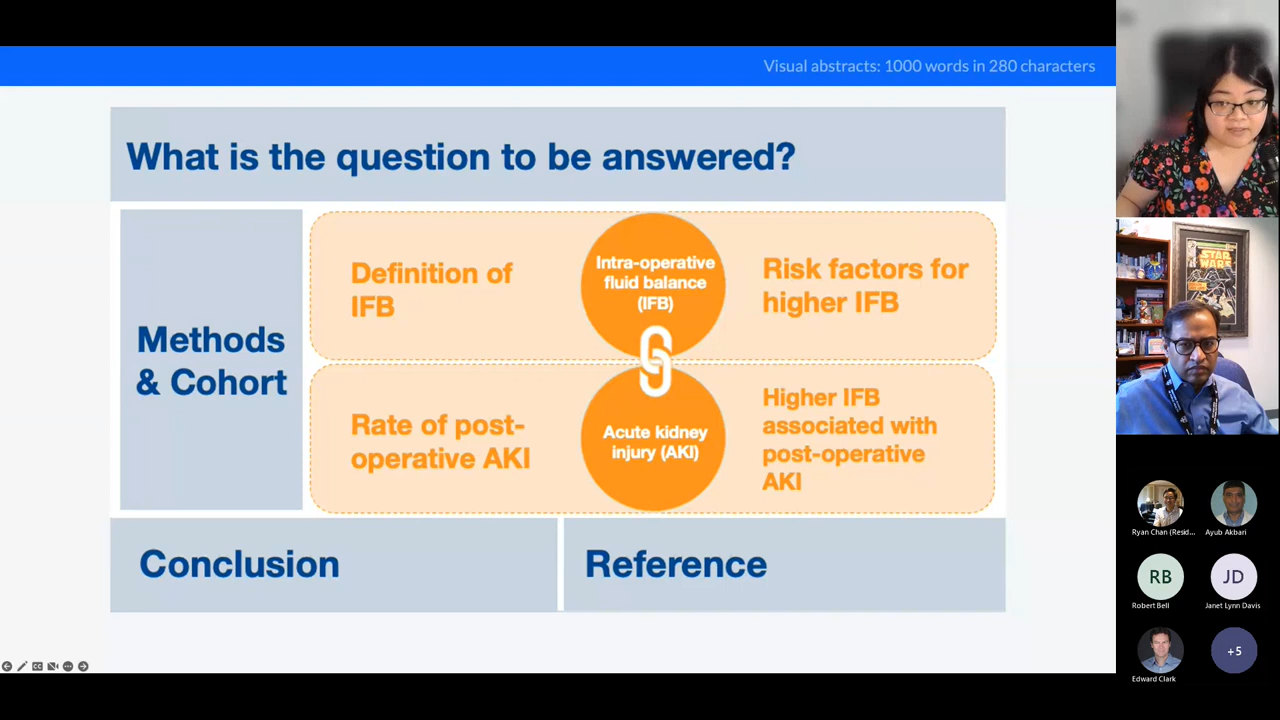 Visual abstracts: 1000 words in 280 characters
What is the question to be answered?
Methods
& Cohort
Definition of
IFB
Intra-operative
fluid balance
(IFB)
Risk factors for
higher IFB
Rate of post-
operative AKI
Acute kidney
injury (AKI)
Higher IFB
associated with
post-operative
AKI
Conclusion
Reference
STAR
WARS
Ryan Chan (Resid...
Ayub Akbari
RB
JD
Robert Bell
Janet Lynn Davis
Edward Clark
+5